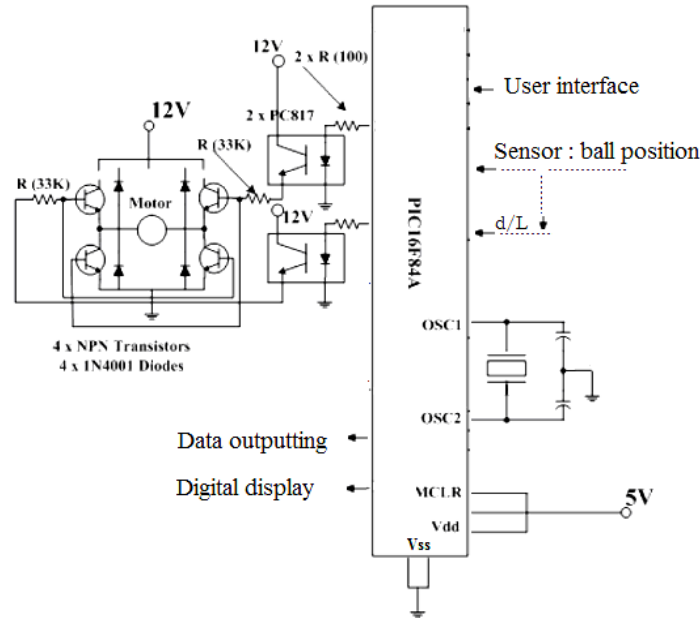 12V
2 x R (100)
2 x PC817
12V
R (33K)
R (33K)
Motor
12V
4 x NPN Transistors
4 x 1N4001 Diodes
PIC16F84A
User interface
Sensor : ball position
d/L
OSC1
OSC2
Data outputting
Digital display
MCLR
5V
Vdd
Vss